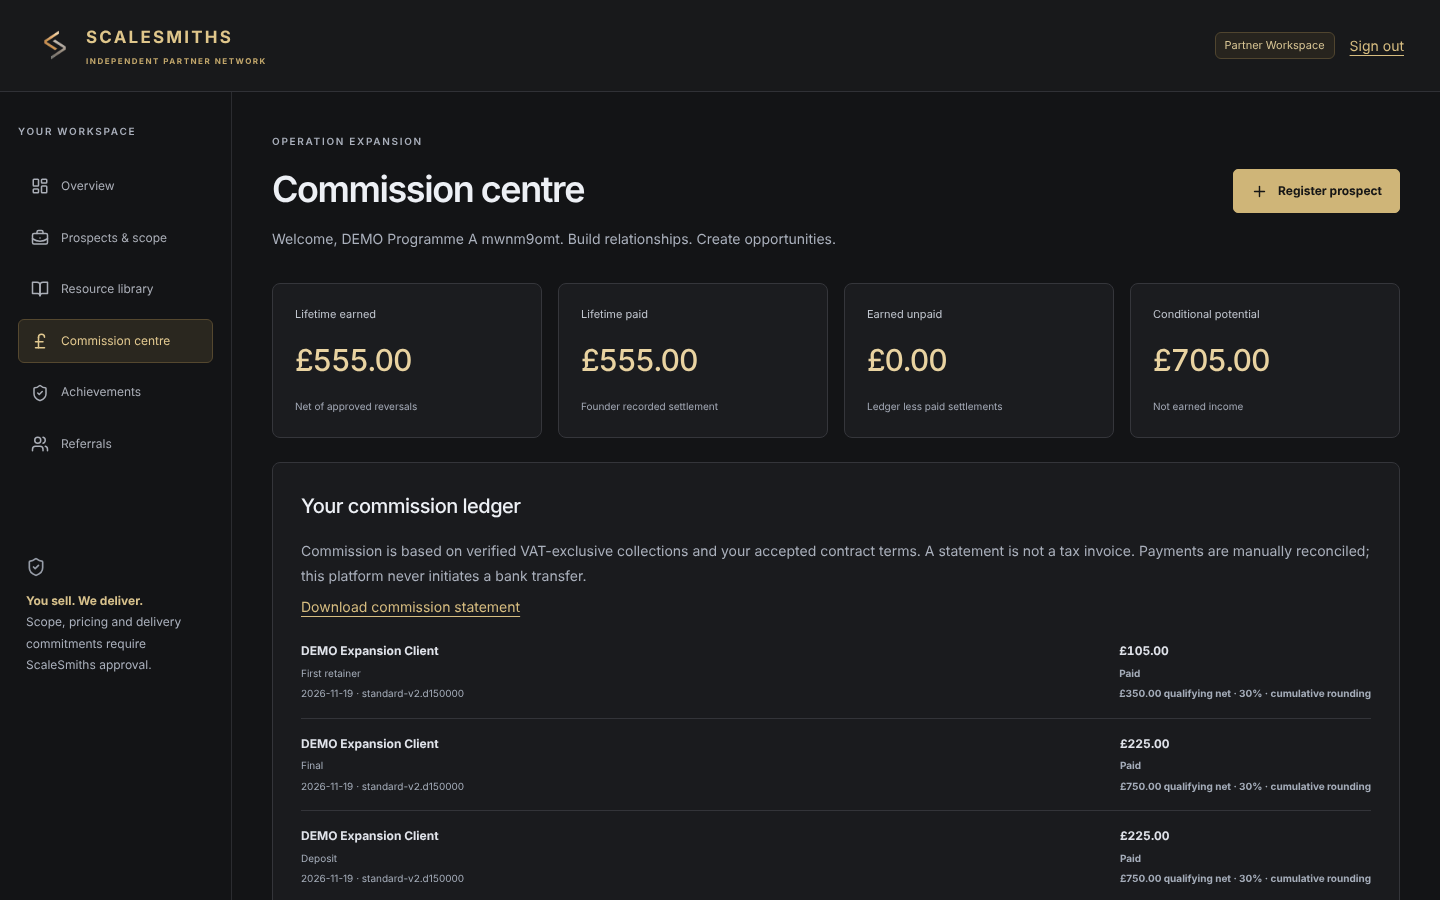 SCALESMITHS
INDEPENDENT PARTNER NETWORK
Partner Workspace
Sign out
YOUR WORKSPACE
Overview
Prospects & scope
Resource library
Commission centre
Achievements
Referrals
You sell. We deliver.
Scope, pricing and delivery
commitments require
ScaleSmiths approval.
OPERATION EXPANSION
Commission centre
Register prospect
Welcome, DEMO Programme A mwnm9omt. Build relationships. Create opportunities.
Lifetime earned
£555.00
Net of approved reversals
Lifetime paid
£555.00
Founder recorded settlement
Earned unpaid
£0.00
Ledger less paid settlements
Conditional potential
£705.00
Not earned income
Your commission ledger
Commission is based on verified VAT-exclusive collections and your accepted contract terms. A statement is not a tax invoice. Payments are manually reconciled;
this platform never initiates a bank transfer.
Download commission statement
DEMO Expansion Client
First retainer
2026-11-19 · standard-v2.d150000
£105.00
Paid
£350.00 qualifying net · 30% · cumulative rounding
DEMO Expansion Client
Final
2026-11-19 · standard-v2.d150000
£225.00
Paid
£750.00 qualifying net · 30% · cumulative rounding
DEMO Expansion Client
Deposit
2026-11-19 · standard-v2.d150000
£225.00
Paid
£750.00 qualifying net · 30% · cumulative rounding